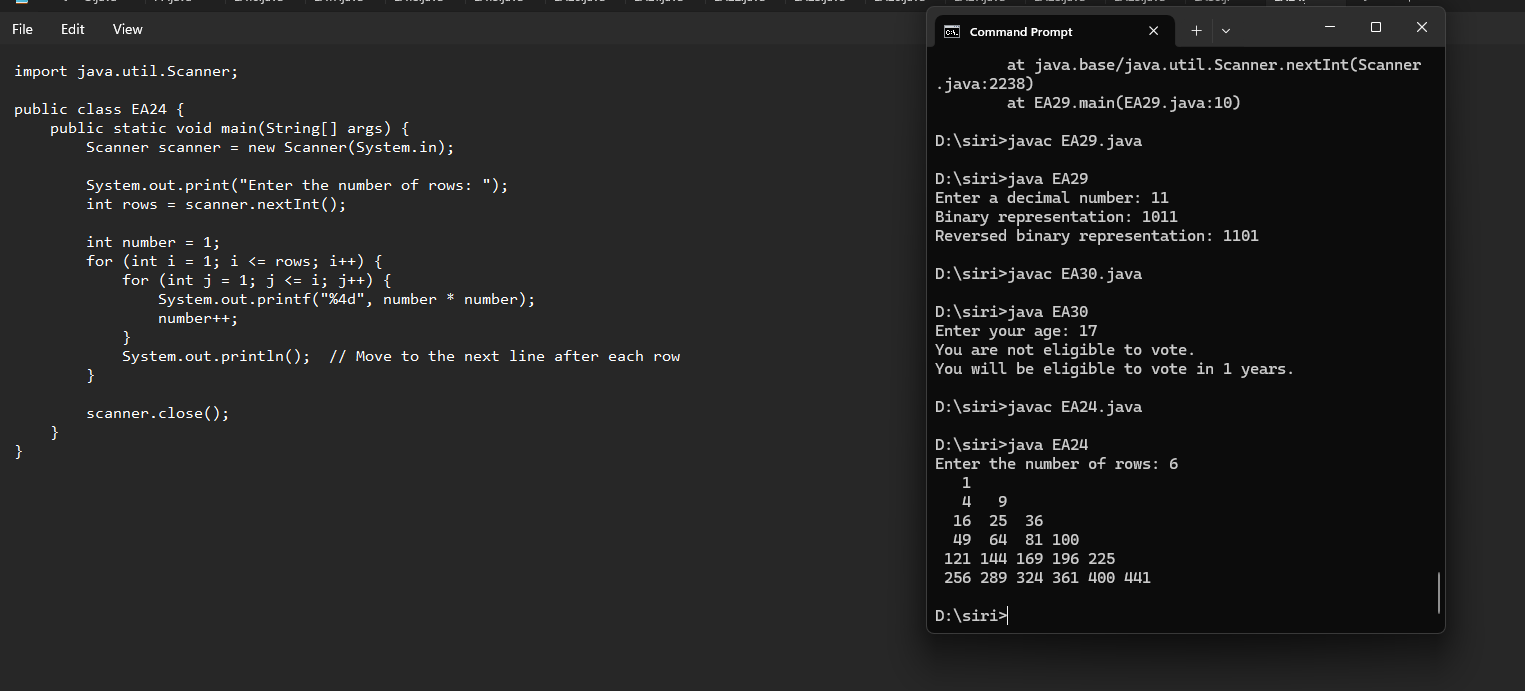 File Edit View
import java.util.Scanner;
public class EA24 {
    public static void main(String[] args) {
        Scanner scanner = new Scanner(System.in);
        System.out.print("Enter the number of rows: ");
        int rows = scanner.nextInt();
        int number = 1;
        for (int i = 1; i <= rows; i++) {
            for (int j = 1; j <= i; j++) {
                System.out.printf("%4d", number * number);
                number++;
            }
            System.out.println();  // Move to the next line after each row
        }
        scanner.close();
    }
}
Command Prompt
        at java.base/java.util.Scanner.nextInt(Scanner
.java:2238)
        at EA29.main(EA29.java:10)
D:\siri>javac EA29.java
D:\siri>java EA29
Enter a decimal number: 11
Binary representation: 1011
Reversed binary representation: 1101
D:\siri>javac EA30.java
D:\siri>java EA30
Enter your age: 17
You are not eligible to vote.
You will be eligible to vote in 1 years.
D:\siri>javac EA24.java
D:\siri>java EA24
Enter the number of rows: 6
   1
   4   9
  16  25  36
  49  64  81 100
 121 144 169 196 225
 256 289 324 361 400 441
D:\siri>